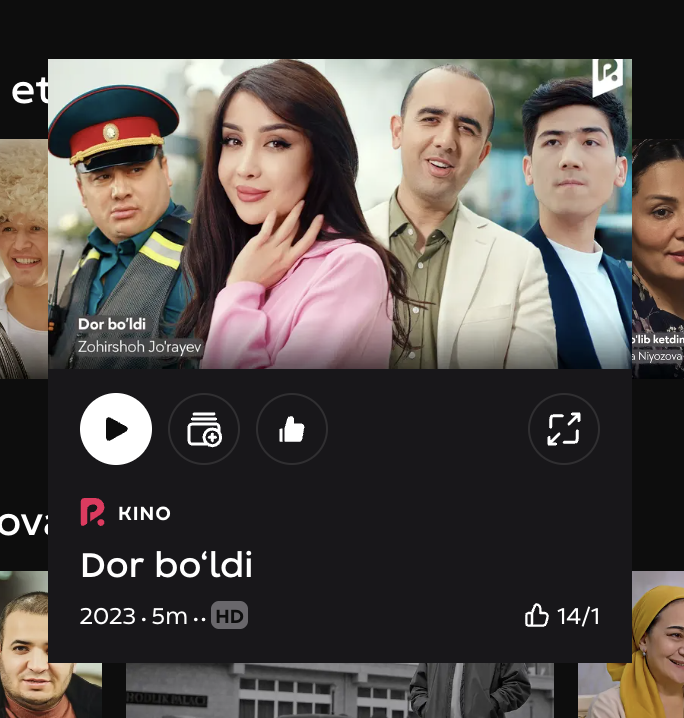 et
Dor bo'ldi
Zohirshoh Jo'rayev
o'lib ketdim
a Niyozova
KINO
ova
Dor bo‘ldi
2023 · 5m ·· HD
14/1